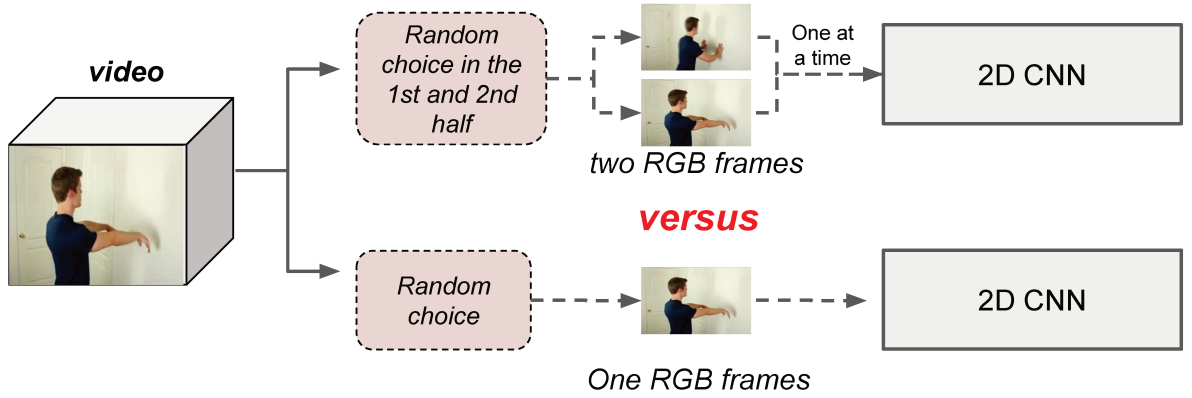 video
Random
choice in the
1st and 2nd
half
One at
a time
2D CNN
two RGB frames
versus
Random
choice
2D CNN
One RGB frames